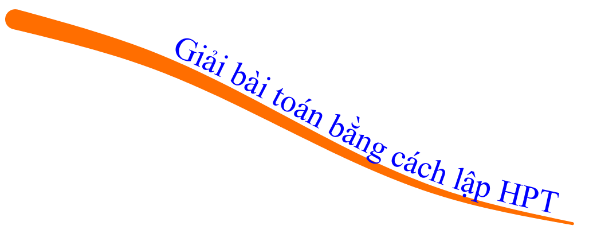 Giải bài toán bằng cách lập HPT